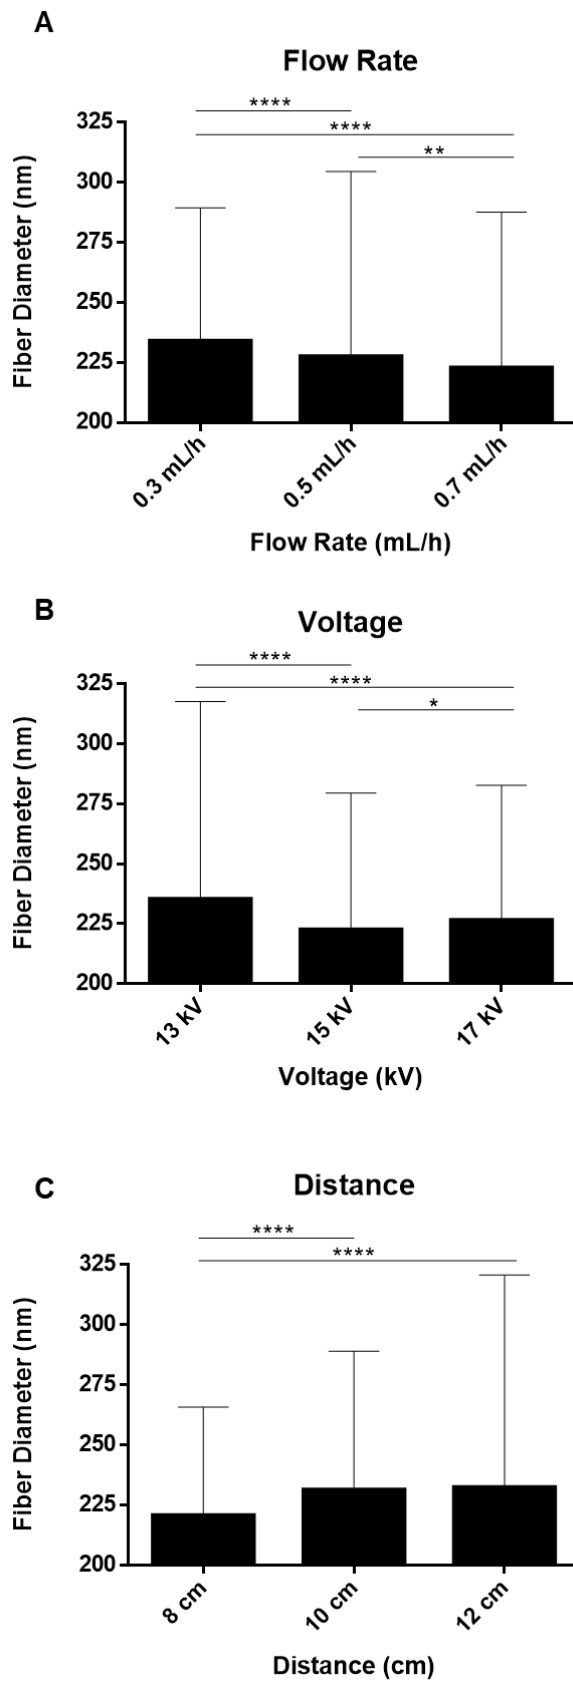 A
Flow Rate
****
****
**
325
300
275
250
225
200
Fiber Diameter (nm)
0.3 mL/h
0.5 mL/h
0.7 mL/h
Flow Rate (mL/h)
B
Voltage
****
****
*
325
300
275
250
225
200
Fiber Diameter (nm)
13 kV
15 kV
17 kV
Voltage (kV)
C
Distance
****
****
325
300
275
250
225
200
Fiber Diameter (nm)
8 cm
10 cm
12 cm
Distance (cm)